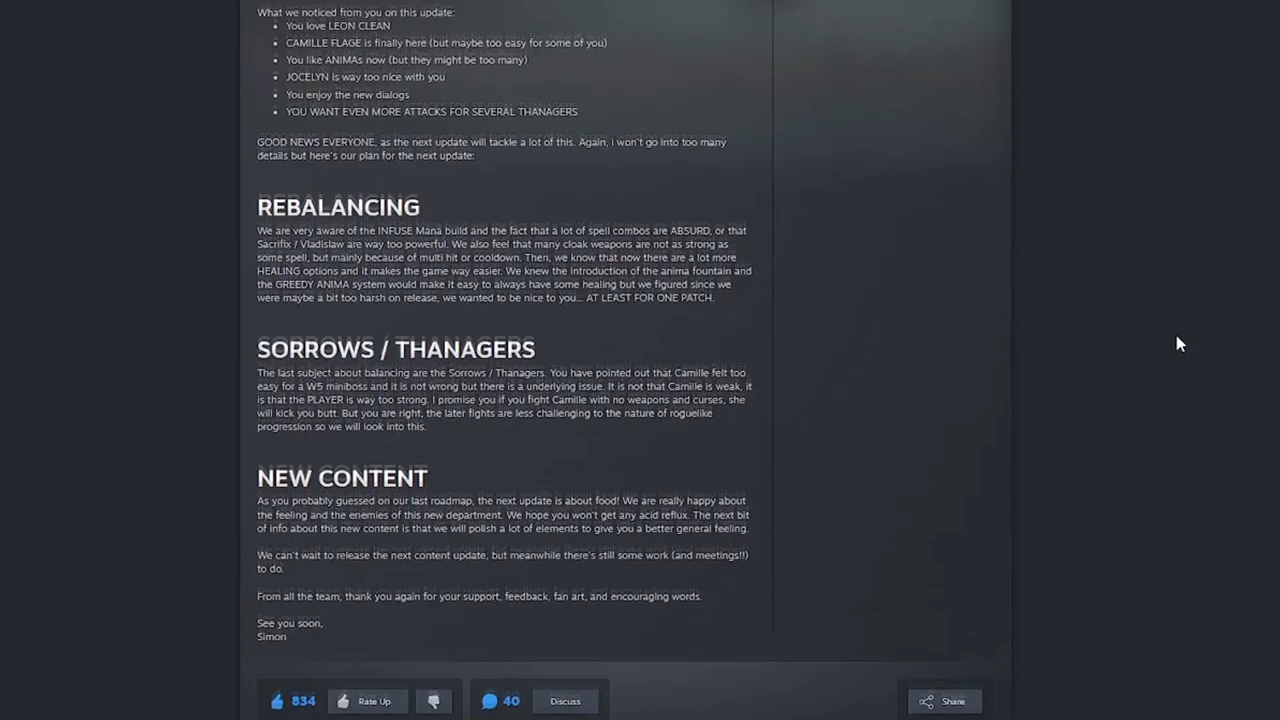 What we noticed from you on this update:
You love LEON CLEAN
CAMILLE FLAGE is finally here (but maybe too easy for some of you)
You like ANIMAs now (but they might be too many)
JOCELYN is way too nice with you
You enjoy the new dialogs
YOU WANT EVEN MORE ATTACKS FOR SEVERAL THANAGERS
GOOD NEWS EVERYONE, as the next update will tackle a lot of this. Again, i won't go into too many
details but here's our plan for the next update:
REBALANCING
We are very aware of the INFUSE Mana build and the fact that a lot of spell combos are ABSURD, or that
Sacrifix / Vladislaw are way too powerful. We also feel that many cloak weapons are not as strong as
some spell, but mainly because of multi hit or cooldown. Then, we know that now there are a lot more
HEALING options and it makes the game way easier. We knew the introduction of the anima fountain and
the GREEDY ANIMA system would make it easy to always have some healing but we figured since we
were maybe a bit too harsh on release, we wanted to be nice to you... AT LEAST FOR ONE PATCH.
SORROWS / THANAGERS
The last subject about balancing are the Sorrows / Thanagers. You have pointed out that Camille felt too
easy for a W5 miniboss and it is not wrong but there is a underlying issue. It is not that Camille is weak, it
is that the PLAYER is way too strong. I promise you if you fight Camille with no weapons and curses, she
will kick you butt. But you are right, the later fights are less challenging to the nature of roguelike
progression so we will look into this.
NEW CONTENT
As you probably guessed on our last roadmap, the next update is about food! We are really happy about
the feeling and the enemies of this new department. We hope you won't get any acid reflux. The next bit
of info about this new content is that we will polish a lot of elements to give you a better general feeling.
We can't wait to release the next content update, but meanwhile there's still some work (and meetings!!)
to do.
From all the team, thank you again for your support, feedback, fan art, and encouraging words.
See you soon,
Simon
834 Rate Up 40 Discuss Share